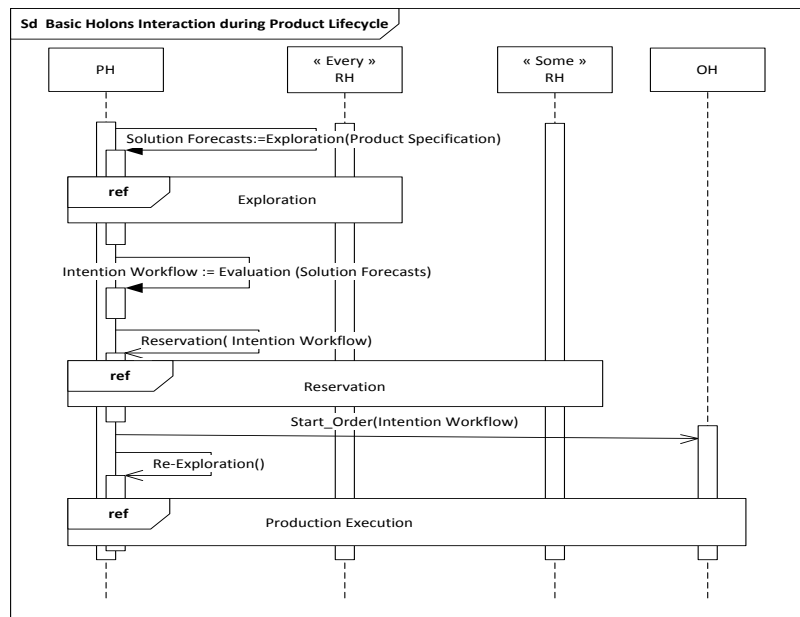 Sd Basic Holons Interaction during Product Lifecycle
PH
« Every »
RH
« Some »
RH
OH
Solution Forecasts:=Exploration(Product Specification)
ref
Exploration
Intention Workflow := Evaluation (Solution Forecasts)
Reservation( Intention Workflow)
ref
Reservation
Start_Order(Intention Workflow)
Re-Exploration()
ref
Production Execution